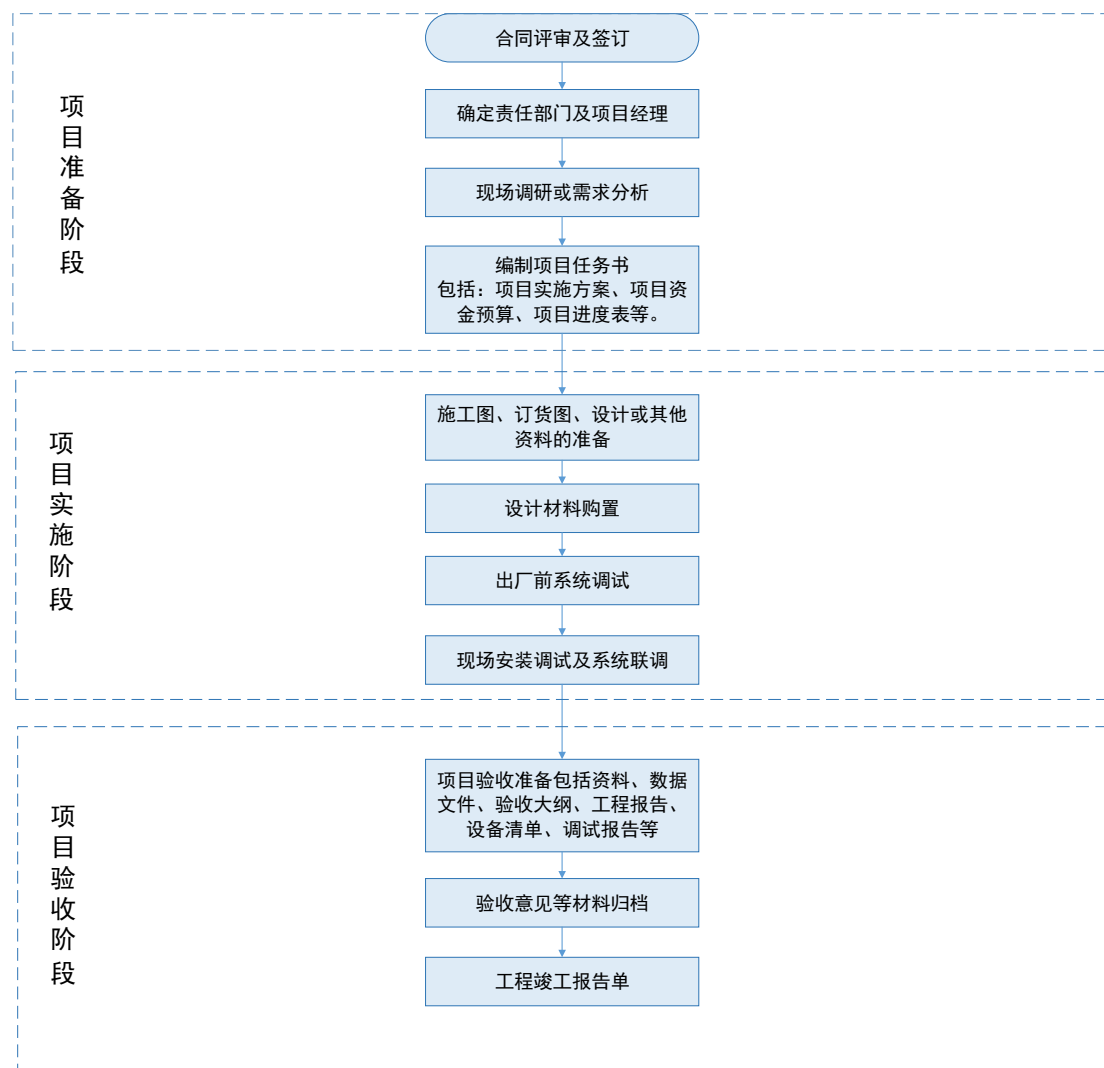 合同评审及签订
项目准备阶段
确定责任部门及项目经理
现场调研或需求分析
编制项目任务书
包括：项目实施方案、项目资
金预算、项目进度表等。
施工图、订货图、设计或其他
资料的准备
项目实施阶段
设计材料购置
出厂前系统调试
现场安装调试及系统联调
项目验收准备包括资料、数据
文件、验收大纲、工程报告、
设备清单、调试报告等
项目验收阶段
验收意见等材料归档
工程竣工报告单